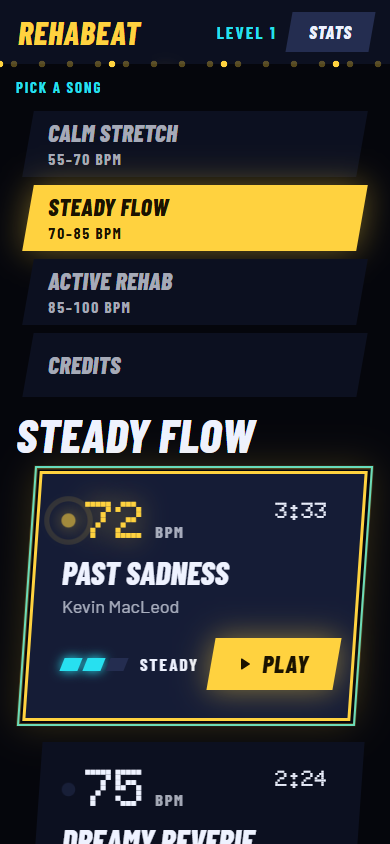 REHABEAT
LEVEL 1
STATS
PICK A SONG
CALM STRETCH
55–70 BPM
STEADY FLOW
70–85 BPM
ACTIVE REHAB
85–100 BPM
CREDITS
STEADY FLOW
72 BPM
3:33
PAST SADNESS
Kevin MacLeod
STEADY
PLAY
75 BPM
2:24
DREAMY REVERIE